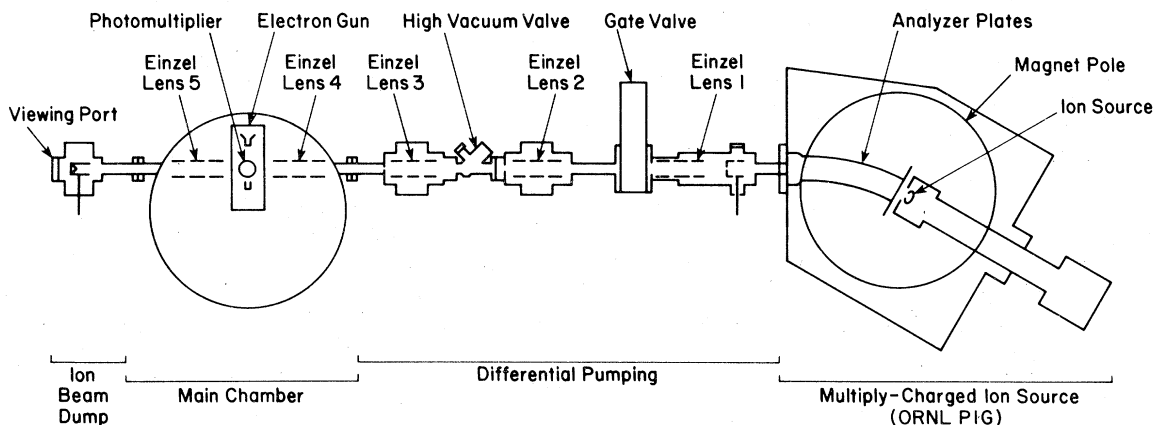 Photomultiplier
Electron Gun
High Vacuum Valve
Gate Valve
Analyzer Plates
Einzel
Lens 5
Einzel
Lens 4
Einzel
Lens 3
Einzel
Lens 2
Einzel
Lens 1
Magnet Pole
Ion Source
Viewing Port
Ion
Beam
Dump
Main Chamber
Differential Pumping
Multiply-Charged Ion Source
(ORNL PIG)